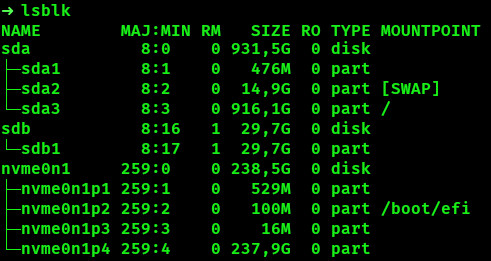 → lsblk
NAME        MAJ:MIN RM   SIZE RO TYPE MOUNTPOINT
sda           8:0    0 931,5G  0 disk
├─sda1        8:1    0   476M  0 part
├─sda2        8:2    0  14,9G  0 part [SWAP]
└─sda3        8:3    0 916,1G  0 part /
sdb           8:16   1  29,7G  0 disk
└─sdb1        8:17   1  29,7G  0 part
nvme0n1     259:0    0 238,5G  0 disk
├─nvme0n1p1 259:1    0   529M  0 part
├─nvme0n1p2 259:2    0   100M  0 part /boot/efi
├─nvme0n1p3 259:3    0    16M  0 part
└─nvme0n1p4 259:4    0 237,9G  0 part